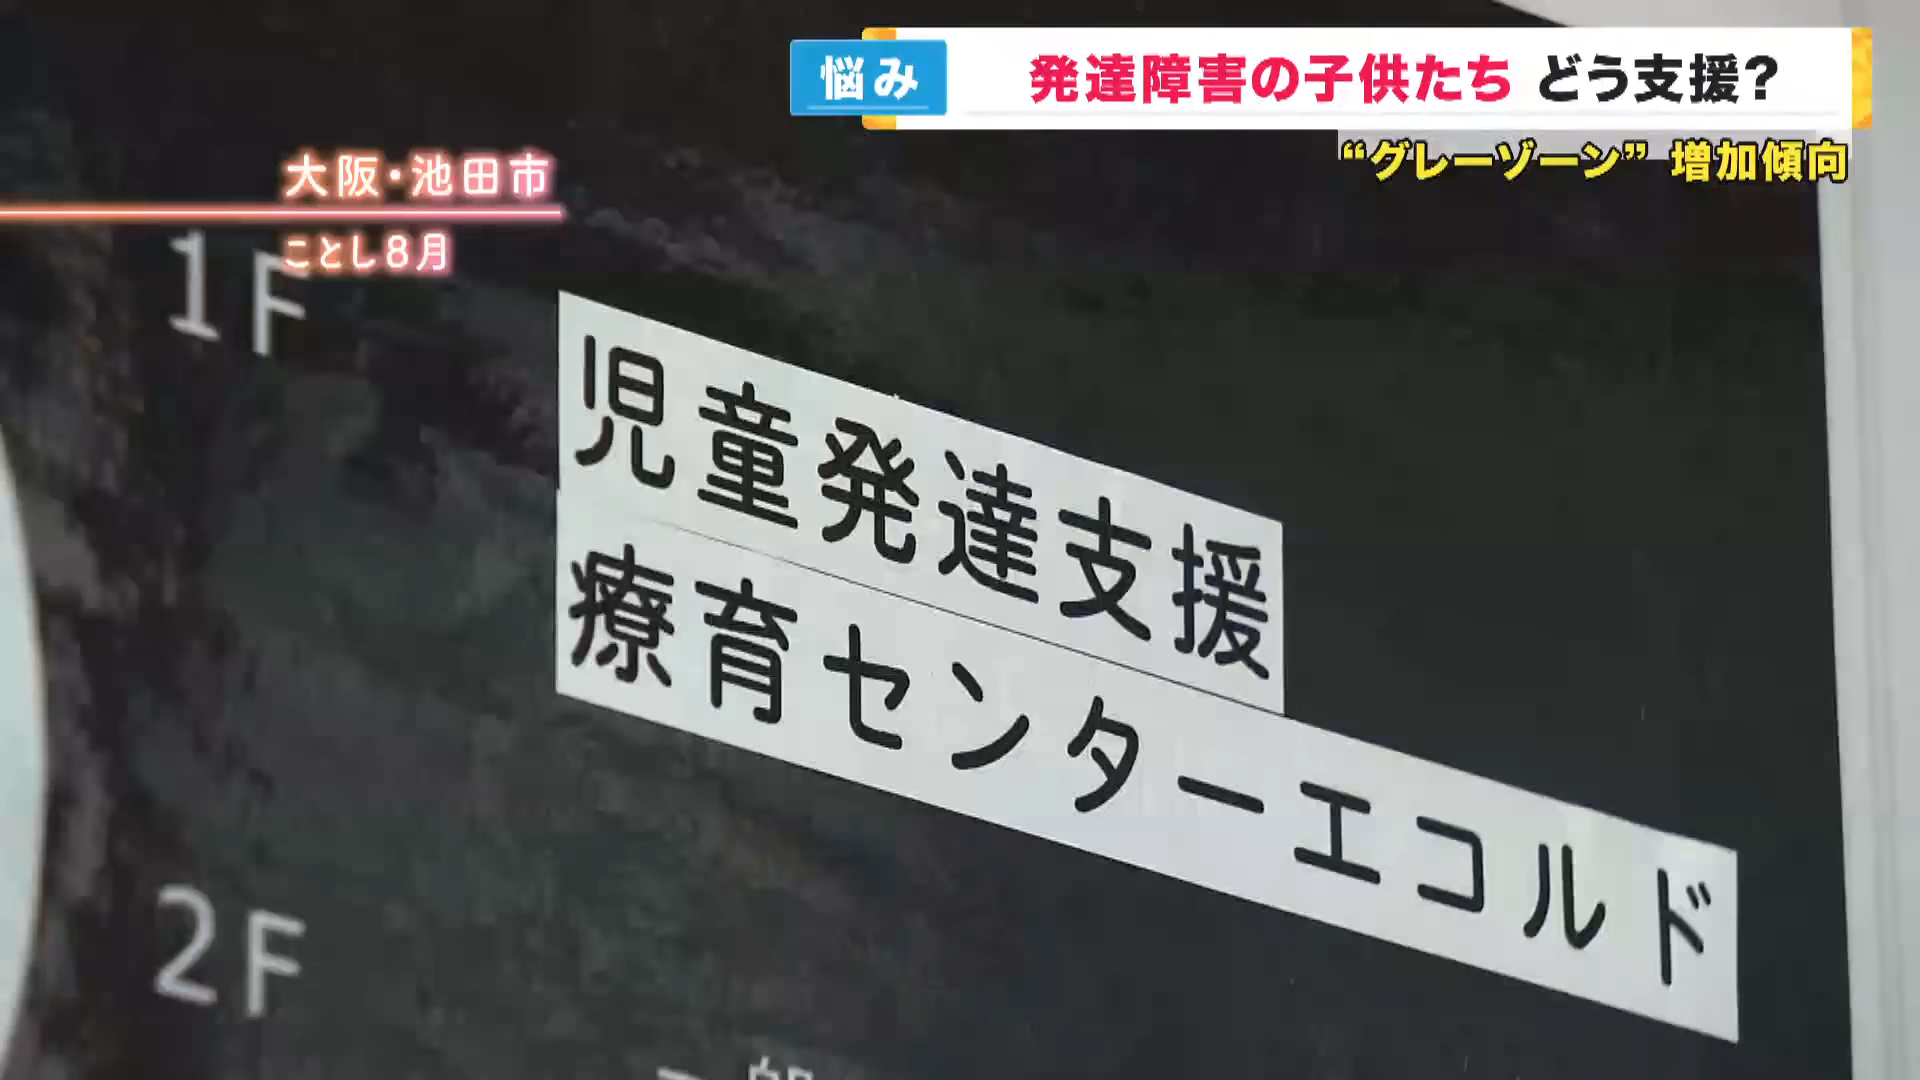 悩み
発達障害の子供たち どう支援?
“グレーゾーン” 増加傾向
大阪・池田市
ことし8月
1F
児童発達支援
療育センターエコルド
2F